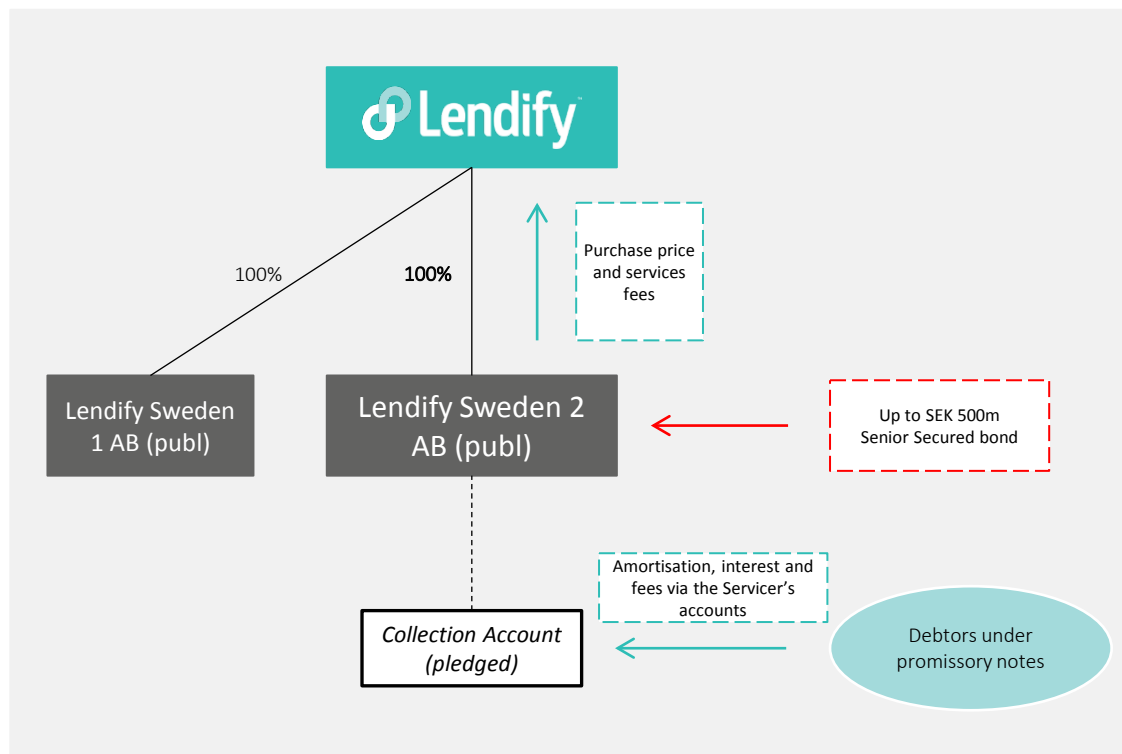 Lendify
Purchase price
and services
fees
100%
100%
Lendify Sweden
1 AB (publ)
Lendify Sweden 2
AB (publ)
Up to SEK 500m
Senior Secured bond
Amortisation, interest and
fees via the Servicer's
accounts
Collection Account
(pledged)
Debtors under
promissory notes